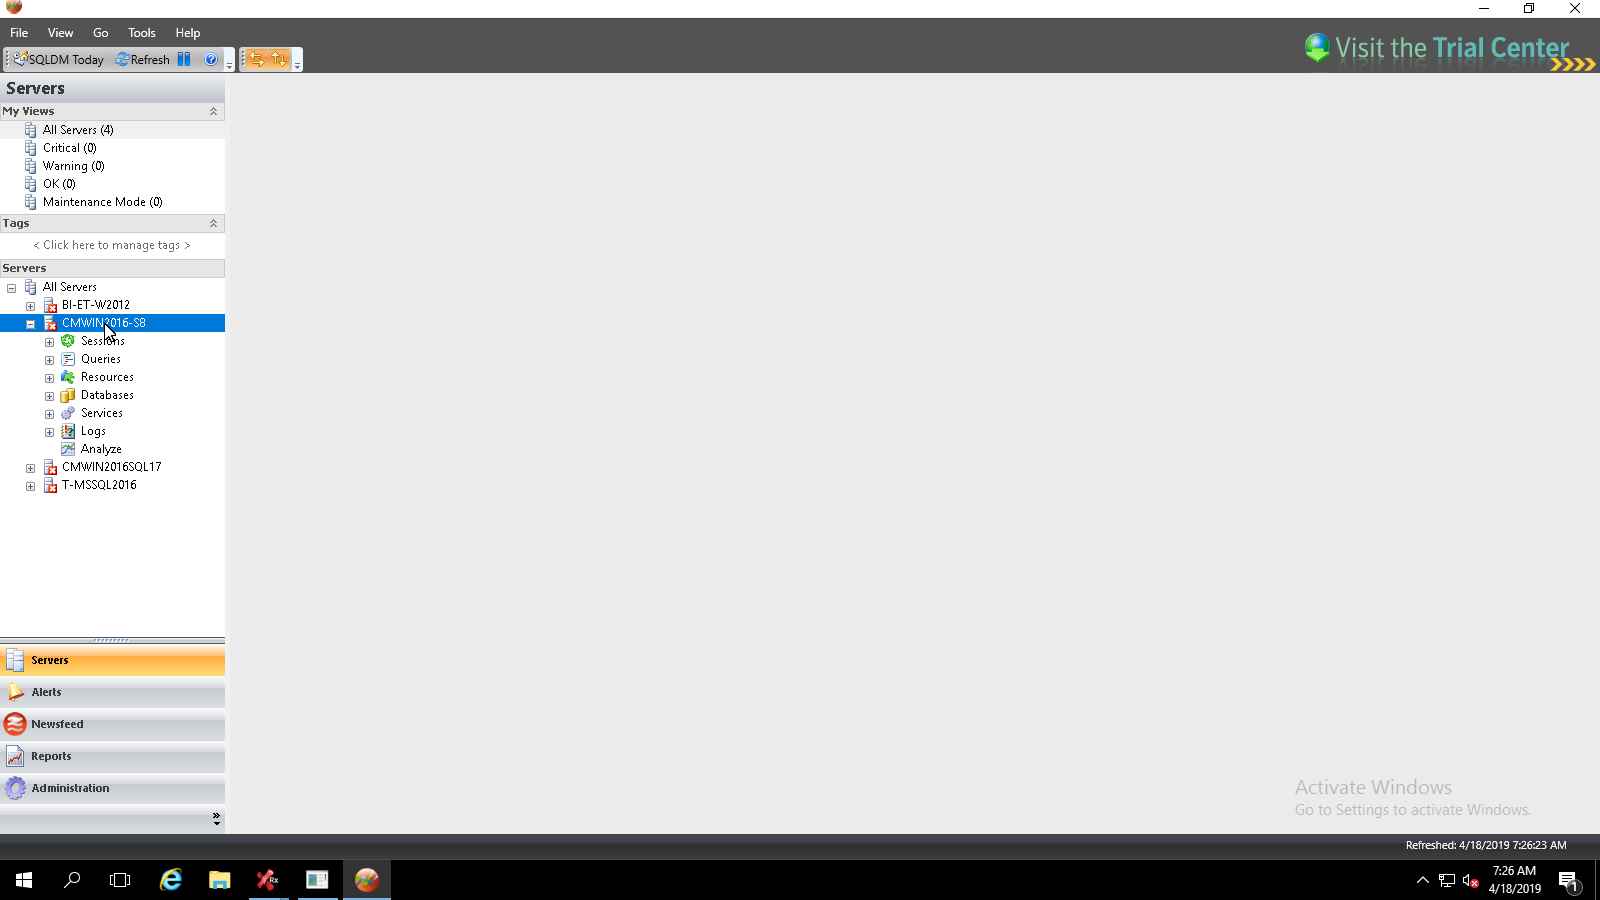 File View Go Tools Help
SQLDM Today Refresh
Visit the Trial Center
Servers
My Views
All Servers (4)
Critical (0)
Warning (0)
OK (0)
Maintenance Mode (0)
Tags
< Click here to manage tags >
Servers
All Servers
BI-ET-W2012
CMWIN2016-S8
Sessions
Queries
Resources
Databases
Services
Logs
Analyze
CMWIN2016SQL17
T-MSSQL2016
Servers
Alerts
Newsfeed
Reports
Administration
Activate Windows
Go to Settings to activate Windows.
Refreshed: 4/18/2019 7:26:23 AM
7:26 AM
4/18/2019
1